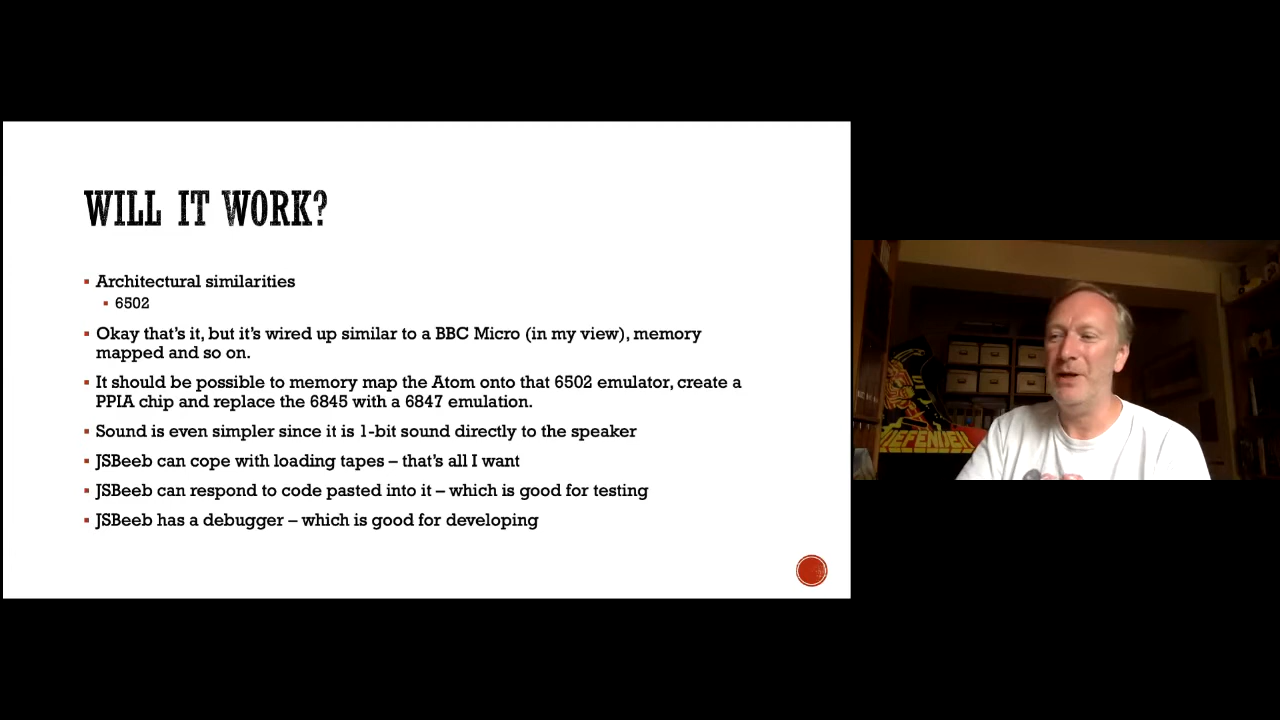 WILL IT WORK?
Architectural similarities
6502
Okay that's it, but it's wired up similar to a BBC Micro (in my view), memory
mapped and so on.
It should be possible to memory map the Atom onto that 6502 emulator, create a
PPIA chip and replace the 6845 with a 6847 emulation.
Sound is even simpler since it is 1-bit sound directly to the speaker
JSBeeb can cope with loading tapes – that's all I want
JSBeeb can respond to code pasted into it – which is good for testing
JSBeeb has a debugger – which is good for developing
DEFENDER